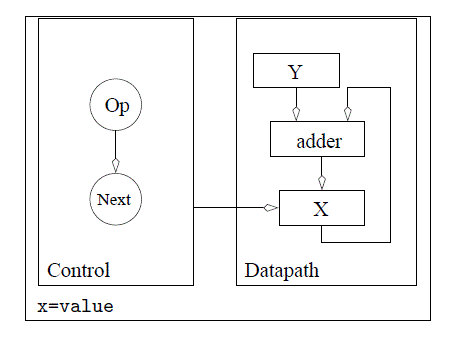 Y
Op
adder
Next
X
Control
Datapath
x=value